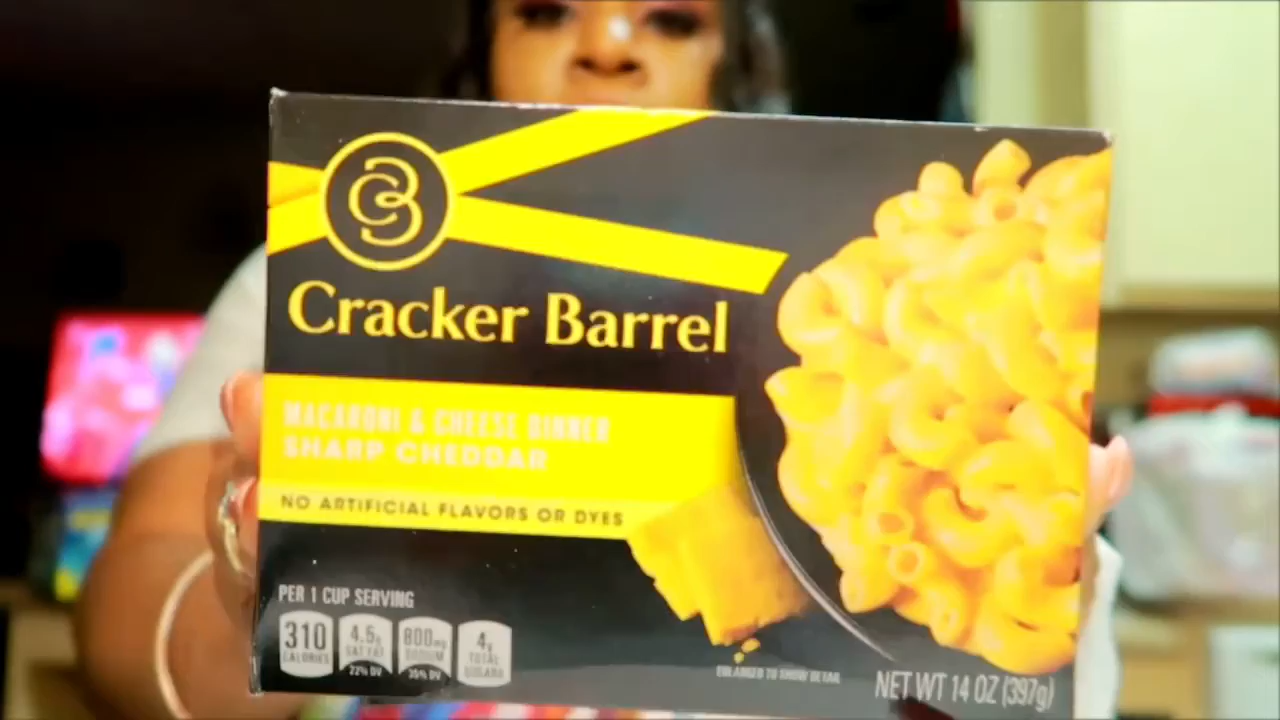 CB
Cracker Barrel
MACARONI & CHEESE DINNER
SHARP CHEDDAR
NO ARTIFICIAL FLAVORS OR DYES
PER 1 CUP SERVING
310 CALORIES
4.5g SAT FAT 22% DV
800mg SODIUM 35% DV
4g TOTAL SUGARS
ENLARGED TO SHOW DETAIL
NET WT 14 OZ (397g)